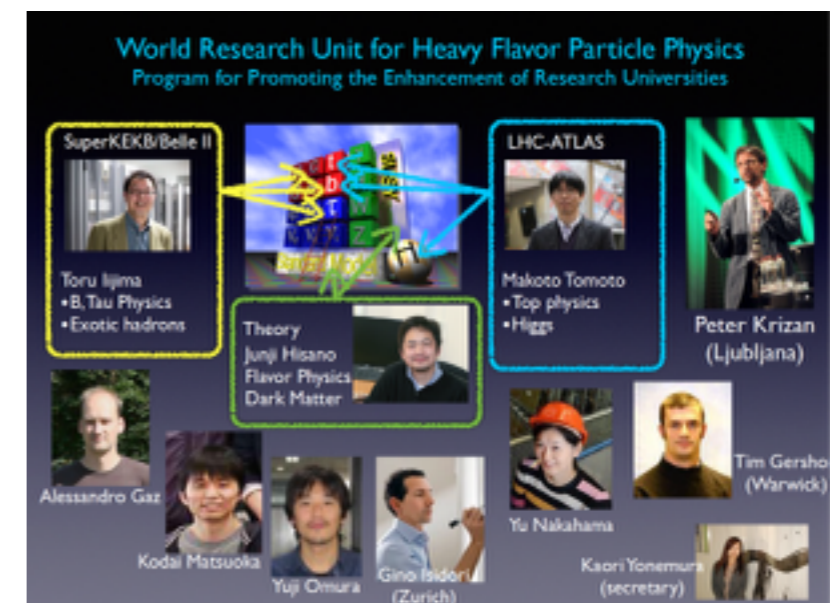 World Research Unit for Heavy Flavor Particle Physics
Program for Promoting the Enhancement of Research Universities
SuperKEKB/Belle II
Toru Iijima
•B, Tau Physics
•Exotic hadrons
t
b
τ
Z
Theory
Junji Hisano
Flavor Physics
Dark Matter
LHC-ATLAS
Makoto Tomoto
•Top physics
•Higgs
Peter Krizan
(Ljubljana)
Alessandro Gaz
Kodai Matsuoka
Yuji Omura
Gino Isidori
(Zurich)
Yu Nakahama
Tim Gersho
(Warwick)
Kaori Yonemura
(secretary)